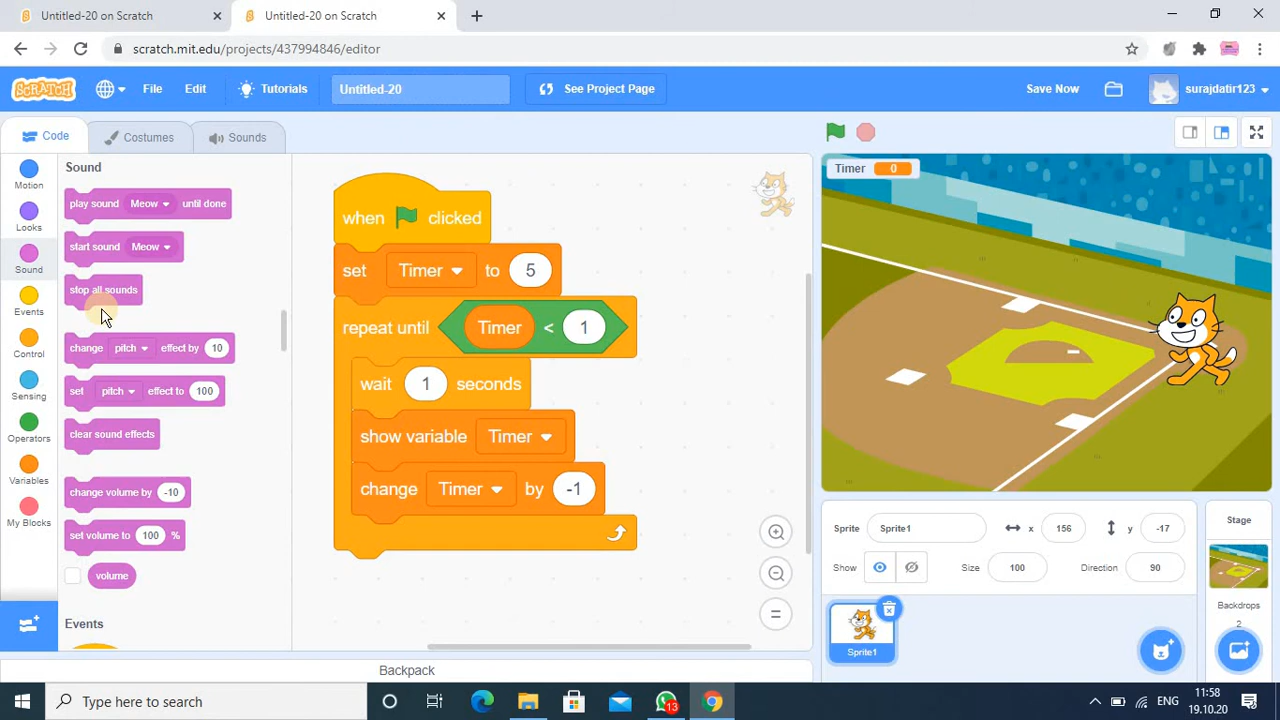 Untitled-20 on Scratch
Untitled-20 on Scratch
scratch.mit.edu/projects/437994846/editor
SCRATCH
File
Edit
Tutorials
Untitled-20
See Project Page
Save Now
surajdatir123
Code
Costumes
Sounds
Motion
Looks
Sound
Events
Control
Sensing
Operators
Variables
My Blocks
Sound
play sound Meow until done
start sound Meow
stop all sounds
change pitch effect by 10
set pitch effect to 100
clear sound effects
change volume by -10
set volume to 100 %
volume
Events
when clicked
set Timer to 5
repeat until Timer < 1
wait 1 seconds
show variable Timer
change Timer by -1
Timer 0
Sprite Sprite1 x 156 y -17
Show Size 100 Direction 90
Sprite1
Stage
Backdrops
2
Backpack
Type here to search
13
ENG
11:58
19.10.20